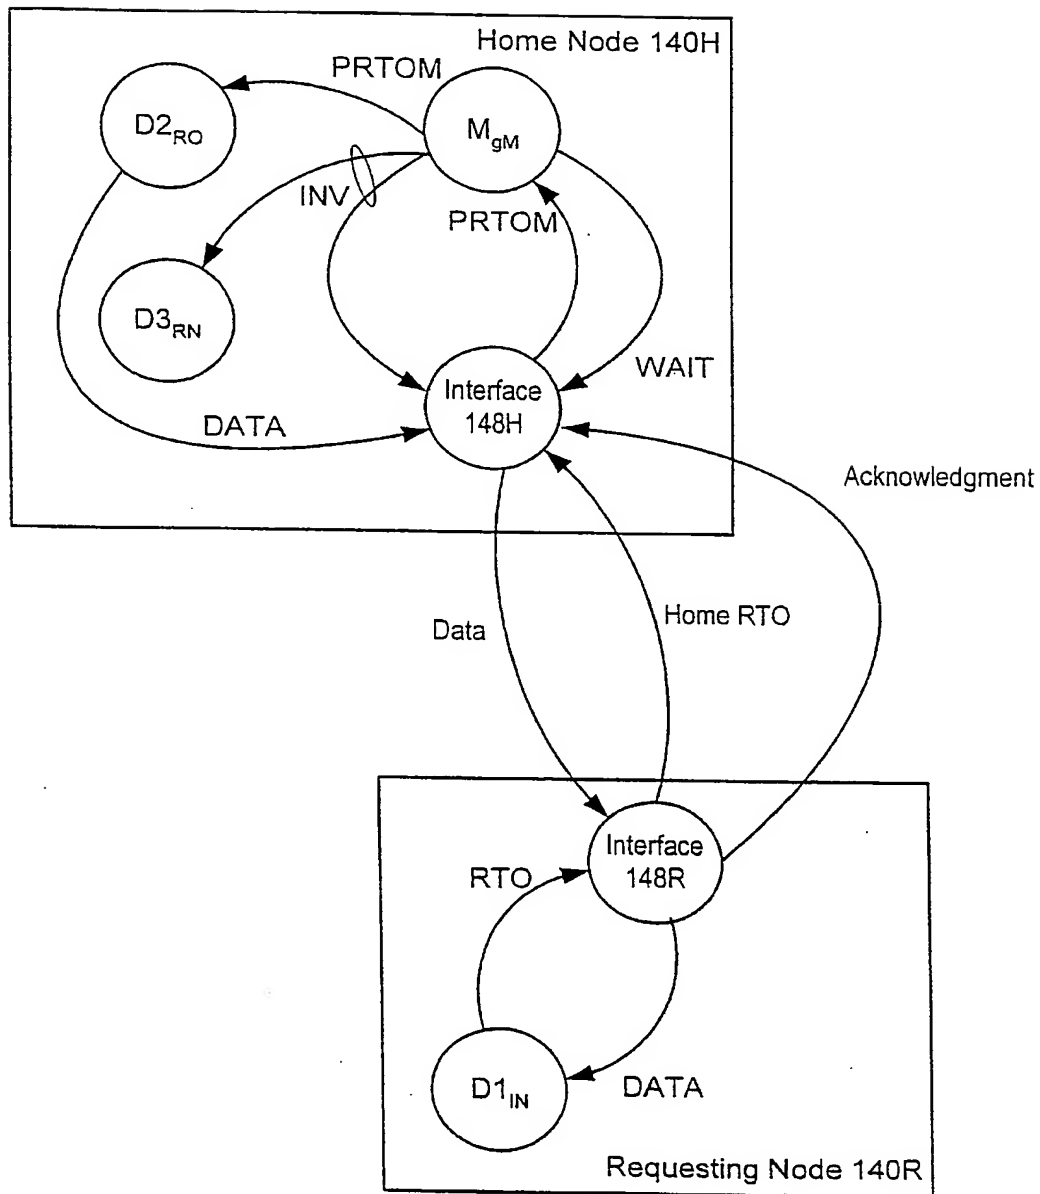 Home Node 140H
PRTOM
D2RO
MgM
INV
PRTOM
D3RN
WAIT
Interface
148H
DATA
Acknowledgment
Data
Home RTO
Interface
148R
RTO
D1IN
DATA
Requesting Node 140R